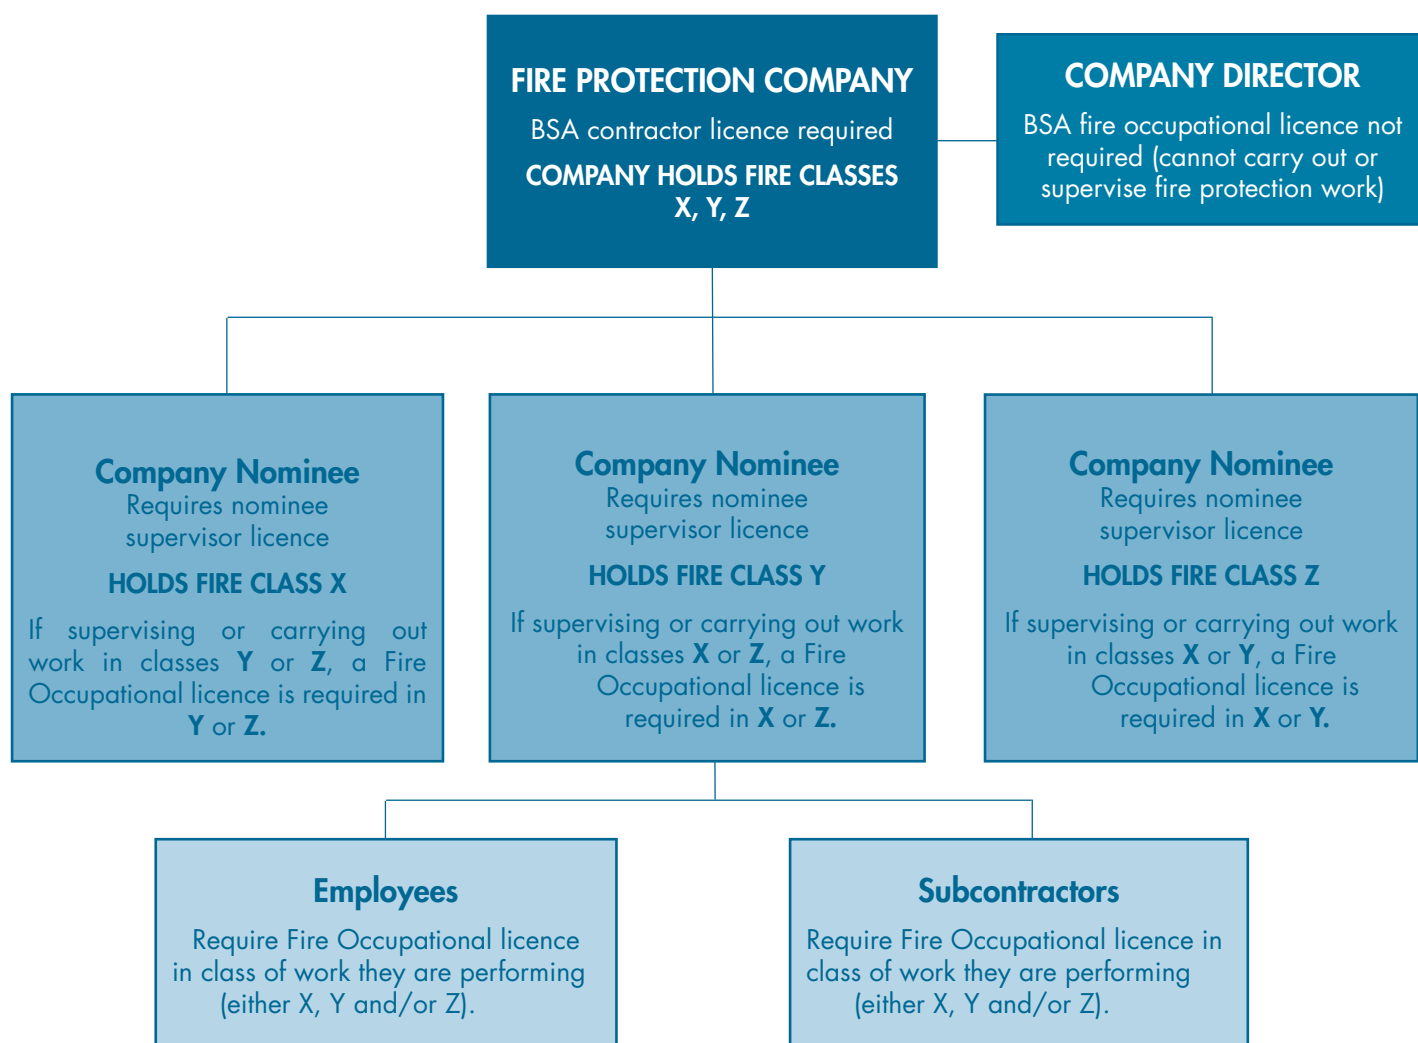 FIRE PROTECTION COMPANY
BSA contractor licence required
COMPANY HOLDS FIRE CLASSES
X, Y, Z
COMPANY DIRECTOR
BSA fire occupational licence not
required (cannot carry out or
supervise fire protection work)
Company Nominee
Requires nominee
supervisor licence
HOLDS FIRE CLASS X
If supervising or carrying out
work in classes Y or Z, a Fire
Occupational licence is required in
Y or Z.
Company Nominee
Requires nominee
supervisor licence
HOLDS FIRE CLASS Y
If supervising or carrying out work
in classes X or Z, a Fire
Occupational licence is
required in X or Z.
Company Nominee
Requires nominee
supervisor licence
HOLDS FIRE CLASS Z
If supervising or carrying out work
in classes X or Y, a Fire
Occupational licence is
required in X or Y.
Employees
Require Fire Occupational licence
in class of work they are performing
(either X, Y and/or Z).
Subcontractors
Require Fire Occupational licence in
class of work they are performing
(either X, Y and/or Z).